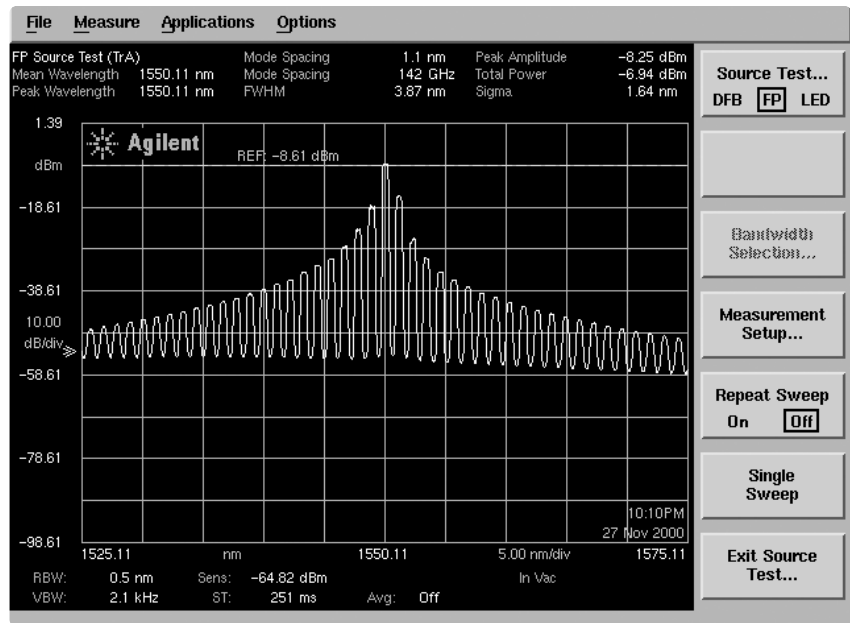 File Measure Applications Options
FP Source Test (TrA) Mode Spacing 1.1 nm Peak Amplitude -8.25 dBm
Mean Wavelength 1550.11 nm Mode Spacing 142 GHz Total Power -6.94 dBm
Peak Wavelength 1550.11 nm FWHM 3.87 nm Sigma 1.64 nm
Source Test...
DFB FP LED
1.39
Agilent
REF: -8.61 dBm
dBm
-18.61
Bandwidth
Selection...
-38.61
10.00
dB/div
Measurement
Setup...
-58.61
Repeat Sweep
On Off
-78.61
Single
Sweep
10:10PM
27 Nov 2000
-98.61
1525.11 nm 1550.11 5.00 nm/div 1575.11
Exit Source
Test...
RBW: 0.5 nm Sens: -64.82 dBm In Vac
VBW: 2.1 kHz ST: 251 ms Avg: Off